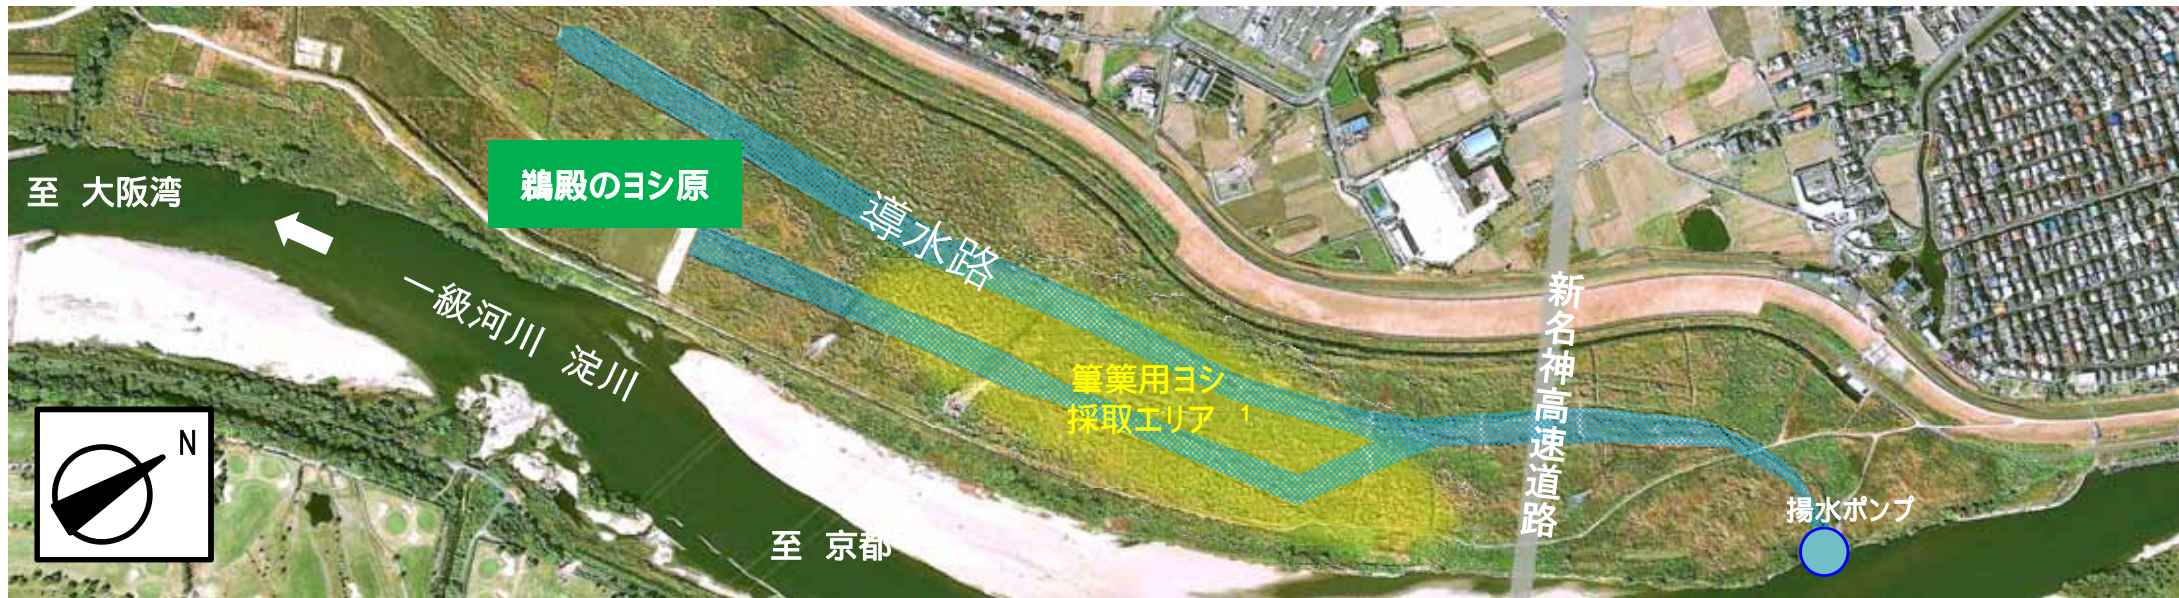 至 大阪湾
鵜殿のヨシ原
導水路
一級河川 淀川
篳篥用ヨシ
採取エリア 1
新名神高速道路
揚水ポンプ
至 京都
N